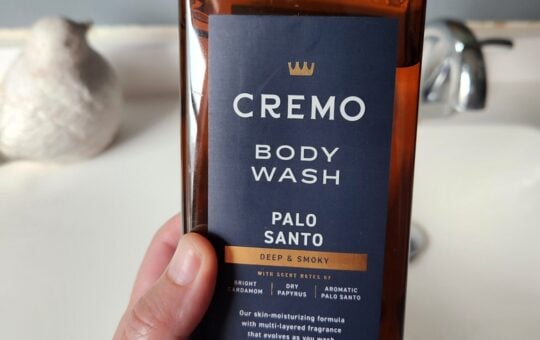 CREMO
BODY
WASH
PALO
SANTO
DEEP & SMOKY
WITH SCENT NOTES OF
BRIGHT CARDAMOM | DRY PAPYRUS | AROMATIC PALO SANTO
Our skin-moisturizing formula
with multi-layered fragrance
that evolves as you wash